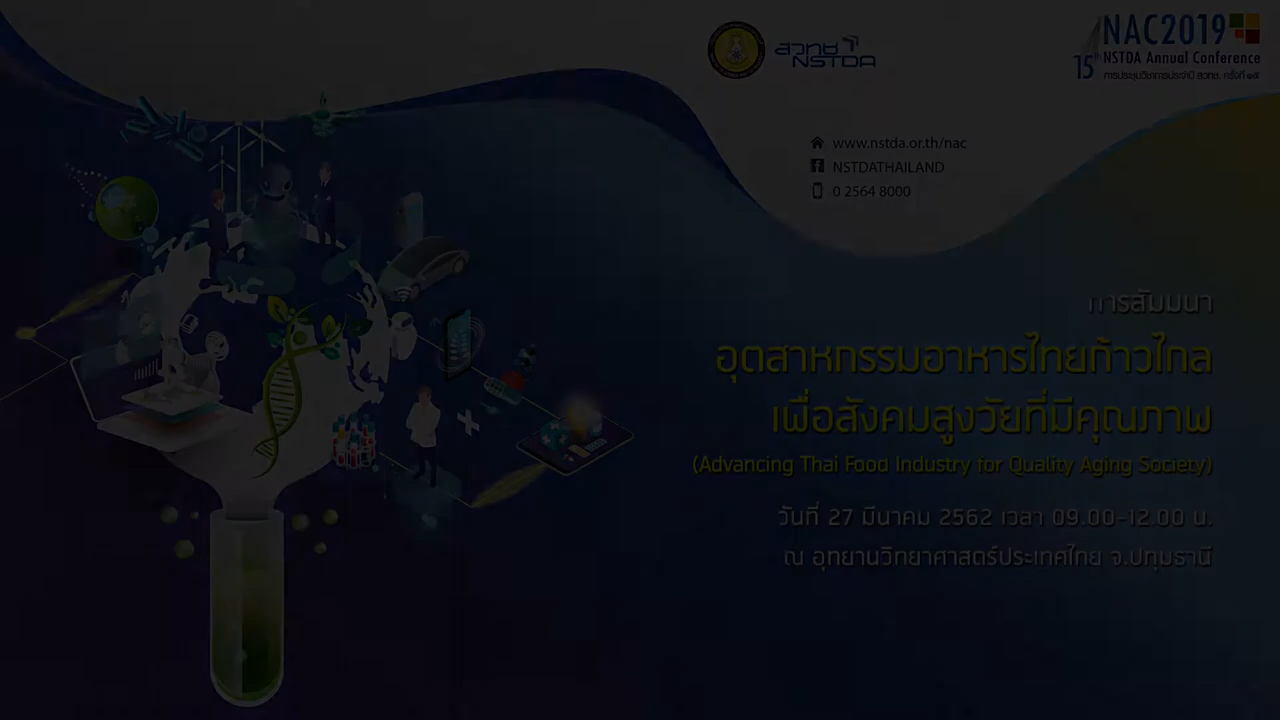 สวทช
NSTDA
NAC2019
15th NSTDA Annual Conference
การประชุมวิชาการประจำปี สวทช. ครั้งที่ ๑๕
www.nstda.or.th/nac
NSTDATHAILAND
0 2564 8000
การสัมมนา
อุตสาหกรรมอาหารไทยก้าวไกล
เพื่อสังคมสูงวัยที่มีคุณภาพ
(Advancing Thai Food Industry for Quality Aging Society)
วันที่ 27 มีนาคม 2562 เวลา 09.00-12.00 น.
ณ อุทยานวิทยาศาสตร์ประเทศไทย จ.ปทุมธานี